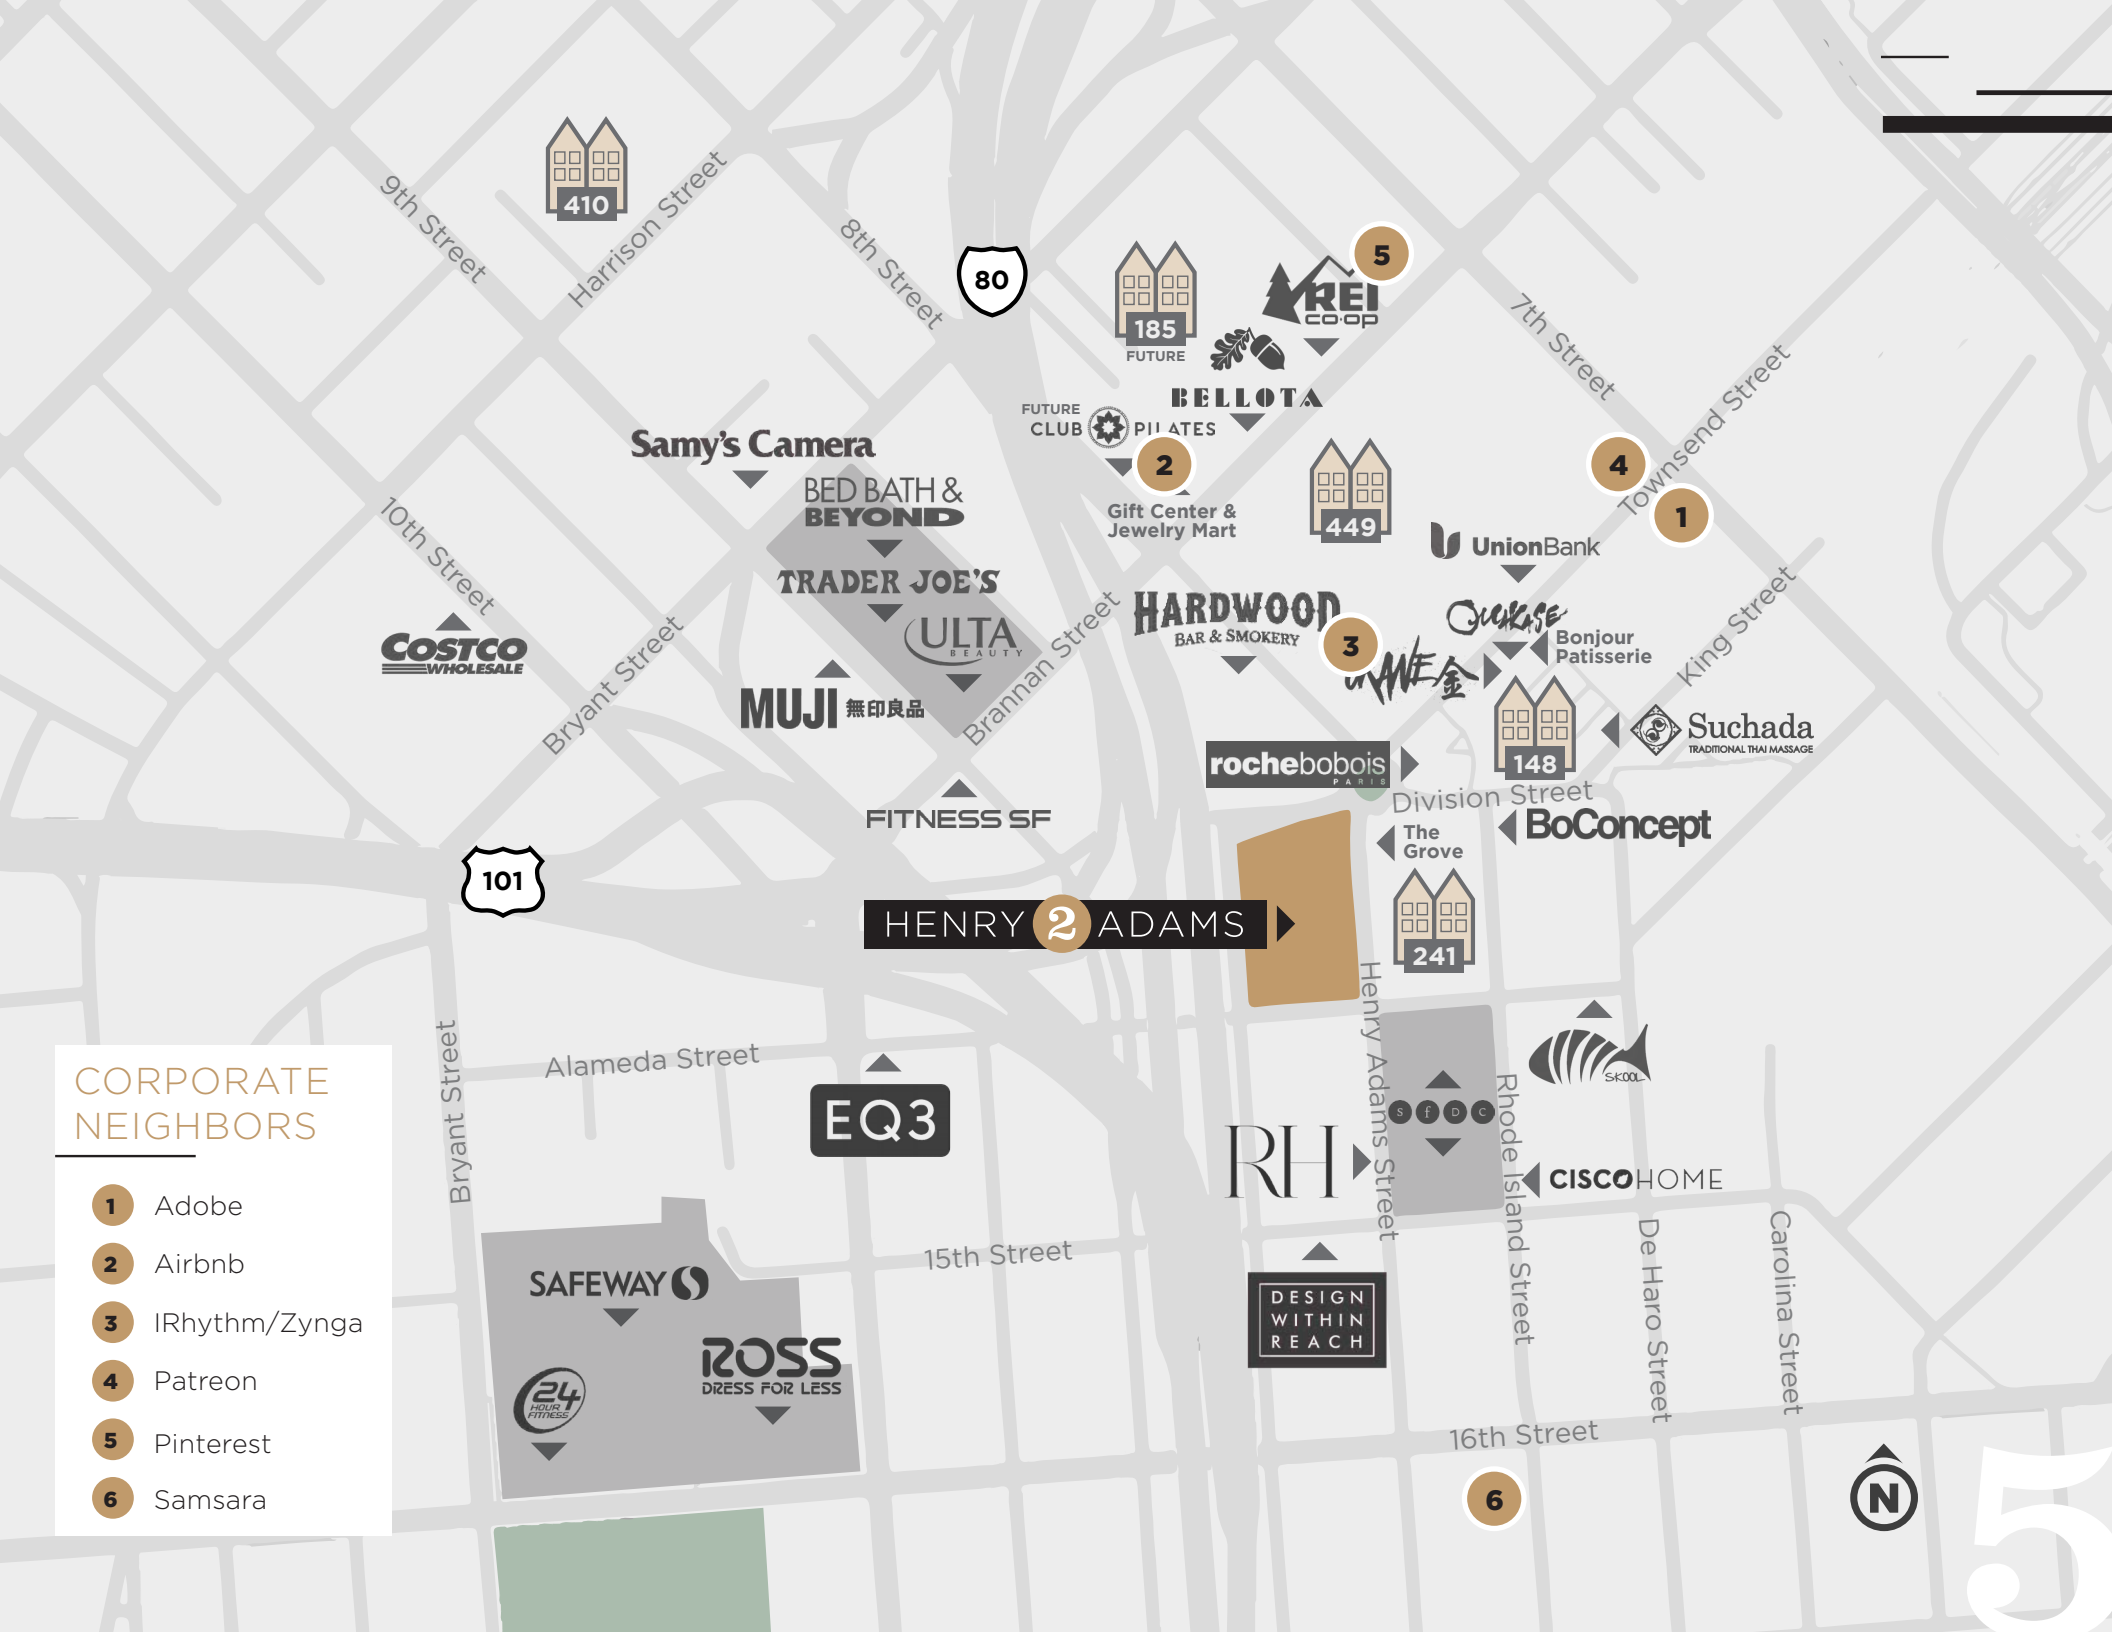 410
9th Street
Harrison Street
8th Street
80
185
FUTURE
5
REI
co·op
7th Street
BELLOTA
FUTURE
CLUB PILATES
2
Gift Center &
Jewelry Mart
449
4
Townsend Street
1
UnionBank
Samy's Camera
BED BATH &
BEYOND
TRADER JOE'S
ULTA
BEAUTY
10th Street
COSTCO
WHOLESALE
Bryant Street
MUJI 無印良品
Brannan Street
HARDWOOD
BAR & SMOKERY
3
金
Bonjour
Patisserie
King Street
148
Suchada
TRADITIONAL THAI MASSAGE
rochebobois
PARIS
Division Street
FITNESS SF
The
Grove
BoConcept
101
HENRY 2 ADAMS
241
Henry Adams Street
Bryant Street
Alameda Street
EQ3
SKOOL
S f D C
Rhode Island Street
RH
CISCO HOME
15th Street
De Haro Street
Carolina Street
DESIGN
WITHIN
REACH
SAFEWAY
ROSS
DRESS FOR LESS
24
HOUR
FITNESS
16th Street
6
N
5
CORPORATE
NEIGHBORS
1 Adobe
2 Airbnb
3 IRhythm/Zynga
4 Patreon
5 Pinterest
6 Samsara